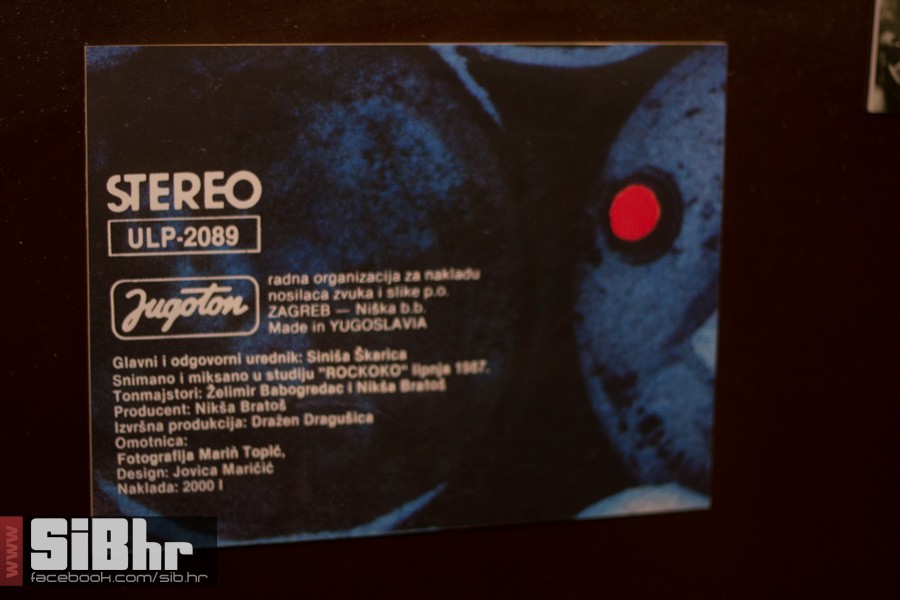 STEREO
ULP-2089
Jugoton
radna organizacija za nakladu
nosilaca zvuka i slike p.o.
ZAGREB — Niška b.b.
Made in YUGOSLAVIA
Glavni i odgovorni urednik: Siniša Škarica
Snimano i miksano u studiju "ROCKOKO" lipnja 1987.
Tonmajstori: Želimir Babogredac i Nikša Bratoš
Producent: Nikša Bratoš
Izvršna produkcija: Dražen Dragušica
Omotnica:
Fotografija Marin Topić,
Design: Jovica Maričić
Naklada: 2000 I
www SiBhr
facebook.com/sib.hr